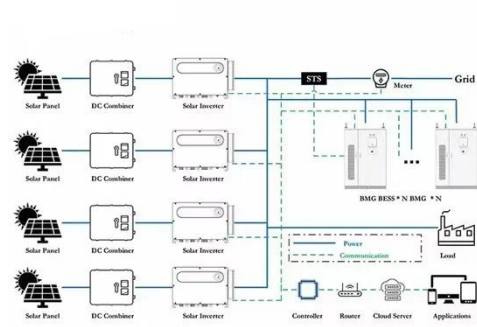 STS
Meter
Grid
Solar Panel DC Combiner Solar Inverter
Solar Panel DC Combiner Solar Inverter
BMG BESS * N BMG * N
Solar Panel DC Combiner Solar Inverter
Power
Communication
Load
Solar Panel DC Combiner Solar Inverter
Controller Router Cloud Server Applications